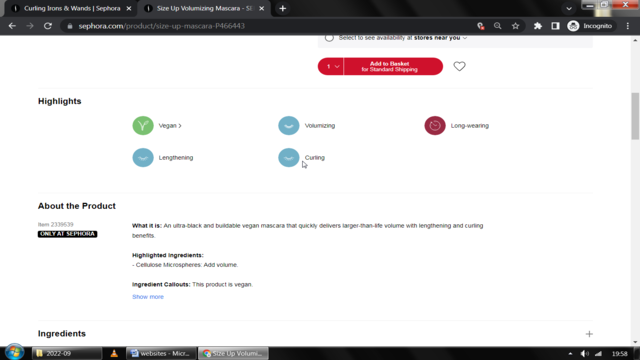 Curling Irons & Wands | Sephora
Size Up Volumizing Mascara - SE
sephora.com/product/size-up-mascara-P466443
Incognito
Select to see availability at stores near you
1
Add to Basket
for Standard Shipping
Highlights
Vegan >
Volumizing
Long-wearing
Lengthening
Curling
About the Product
Item 2339539
ONLY AT SEPHORA
What it is: An ultra-black and buildable vegan mascara that quickly delivers larger-than-life volume with lengthening and curling
benefits.
Highlighted Ingredients:
- Cellulose Microspheres: Add volume.
Ingredient Callouts: This product is vegan.
Show more
Ingredients
2022-09
websites - Micr...
Size Up Volumi...
19:58